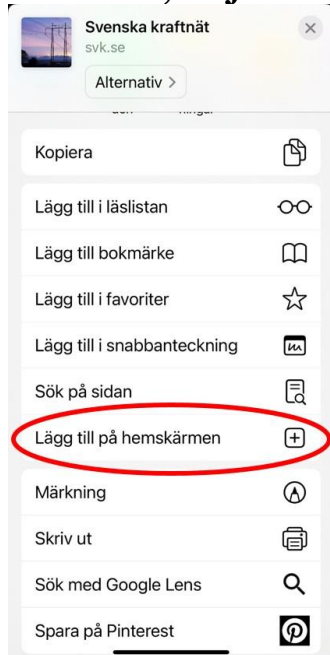 Svenska kraftnät
svk.se
Alternativ >
Kopiera
Lägg till i läslistan
Lägg till bokmärke
Lägg till i favoriter
Lägg till i snabbanteckning
Sök på sidan
Lägg till på hemskärmen
Märkning
Skriv ut
Sök med Google Lens
Spara på Pinterest